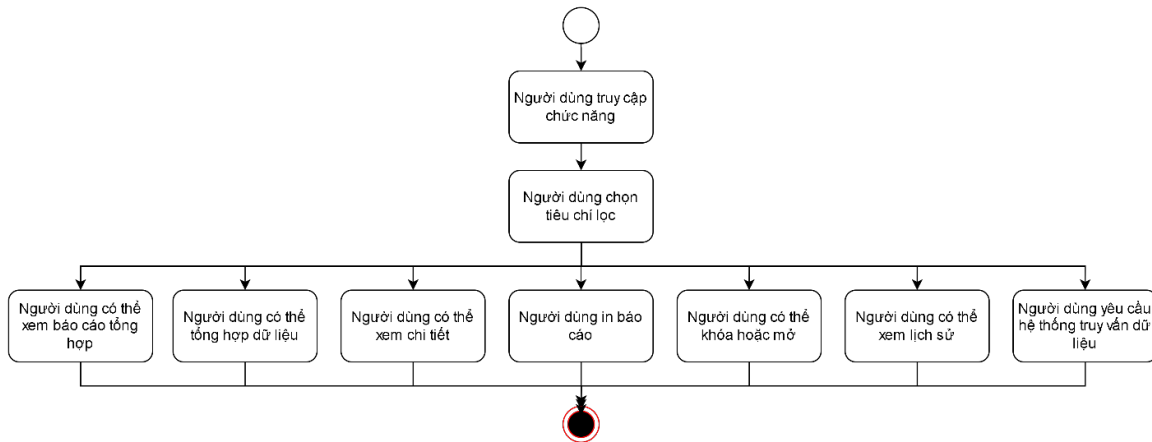 Người dùng truy cập
chức năng
Người dùng chọn
tiêu chí lọc
Người dùng có thể
xem báo cáo tổng
hợp
Người dùng có thể
tổng hợp dữ liệu
Người dùng có thể
xem chi tiết
Người dùng in báo
cáo
Người dùng có thể
khóa hoặc mở
Người dùng có thể
xem lịch sử
Người dùng yêu cầu
hệ thống truy vấn dữ
liệu